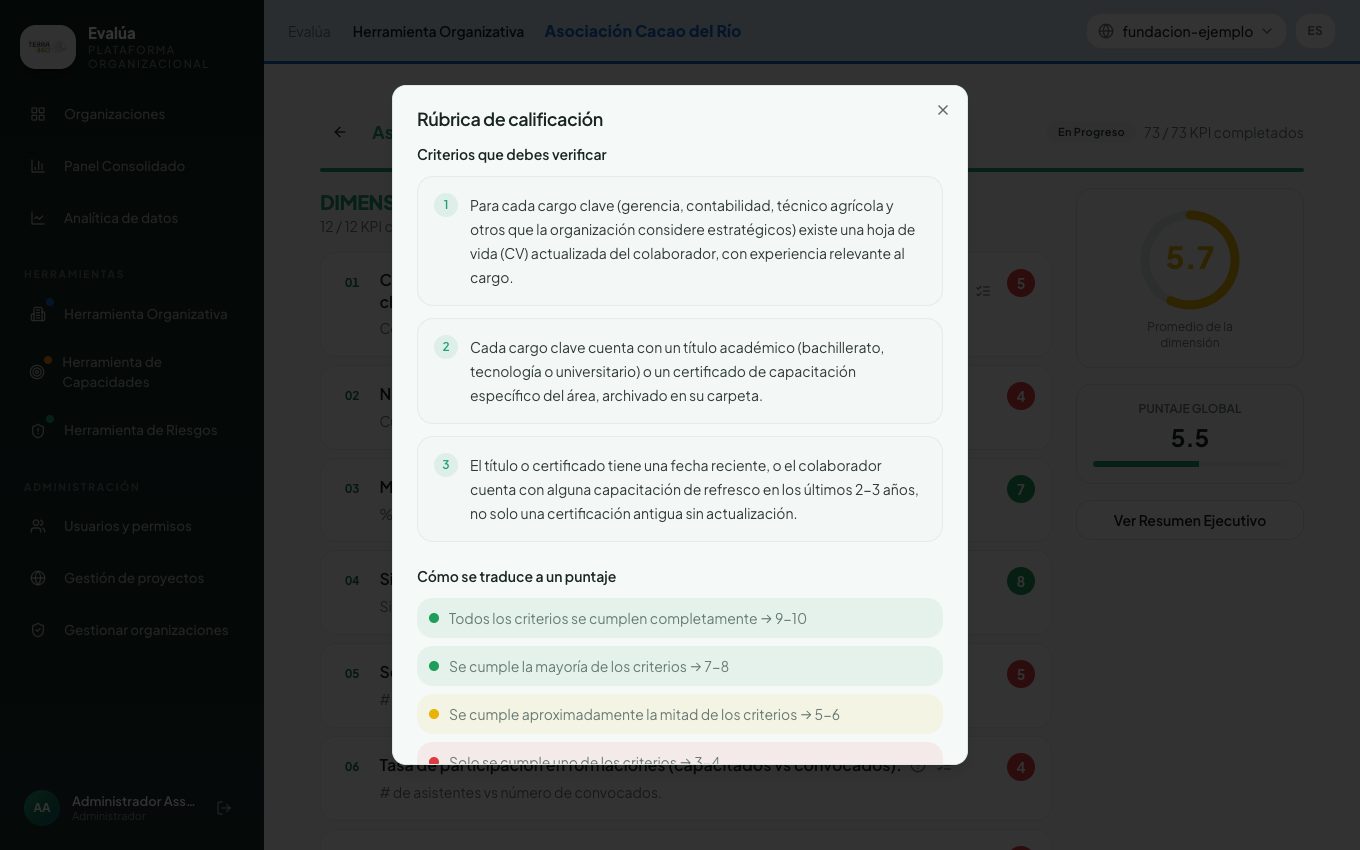 Evalúa
PLATAFORMA
ORGANIZACIONAL
Organizaciones
Panel Consolidado
Analítica de datos
HERRAMIENTAS
Herramienta Organizativa
Herramienta de
Capacidades
Herramienta de Riesgos
ADMINISTRACIÓN
Usuarios y permisos
Gestión de proyectos
Gestionar organizaciones
AA
Administrador Ass...
Administrador
Evalúa
Herramienta Organizativa
Asociación Cacao del Río
fundacion-ejemplo
ES
En Progreso
73 / 73 KPI completados
12 / 12 KPI
01
5
02
4
03
7
04
8
05
5
06
Tasa de participación en formaciones (capacitados vs convocados).
# de asistentes vs número de convocados.
4
5.7
Promedio de la
dimensión
PUNTAJE GLOBAL
5.5
Ver Resumen Ejecutivo
Rúbrica de calificación
Criterios que debes verificar
1
Para cada cargo clave (gerencia, contabilidad, técnico agrícola y
otros que la organización considere estratégicos) existe una hoja de
vida (CV) actualizada del colaborador, con experiencia relevante al
cargo.
2
Cada cargo clave cuenta con un título académico (bachillerato,
tecnología o universitario) o un certificado de capacitación
específico del área, archivado en su carpeta.
3
El título o certificado tiene una fecha reciente, o el colaborador
cuenta con alguna capacitación de refresco en los últimos 2–3 años,
no solo una certificación antigua sin actualización.
Cómo se traduce a un puntaje
Todos los criterios se cumplen completamente → 9–10
Se cumple la mayoría de los criterios → 7–8
Se cumple aproximadamente la mitad de los criterios → 5–6
Solo se cumple uno de los criterios → 3–4